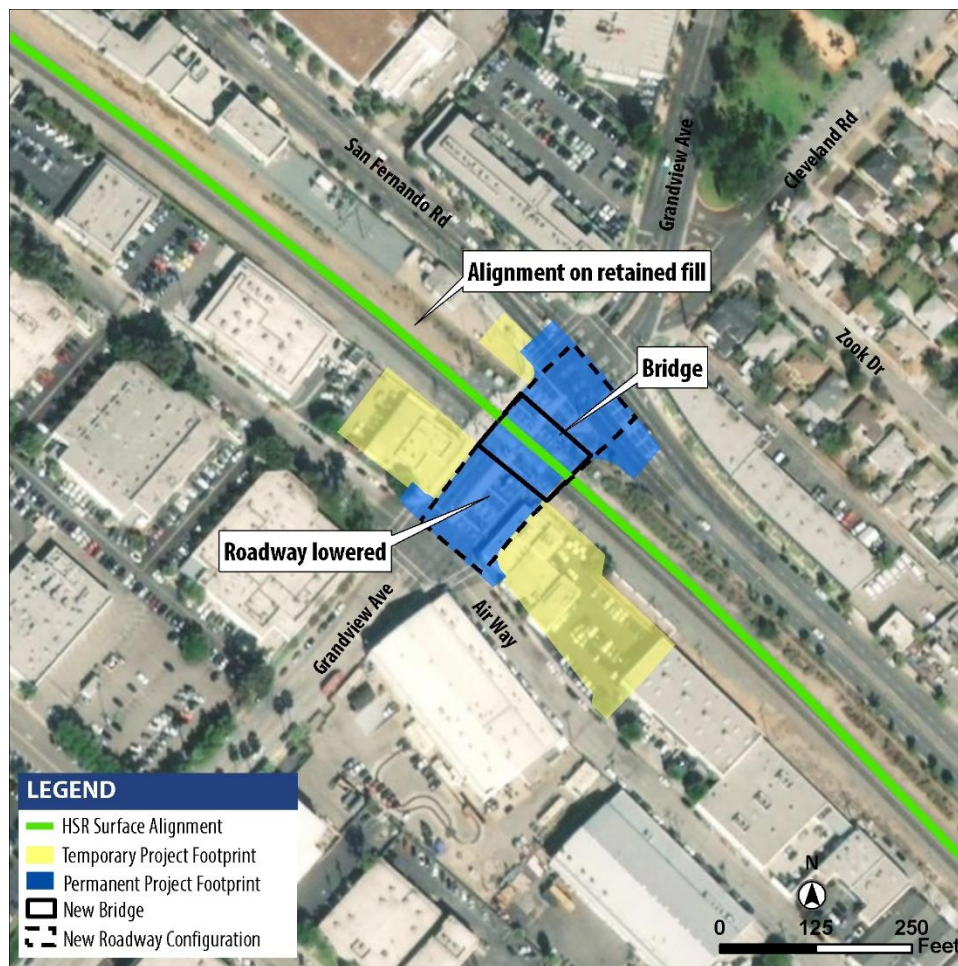 San Fernando Rd
Grandview Ave
Cleveland Rd
Alignment on retained fill
Zook Dr
Bridge
Roadway lowered
Grandview Ave
Air Way
LEGEND
HSR Surface Alignment
Temporary Project Footprint
Permanent Project Footprint
New Bridge
New Roadway Configuration
N
0 125 250
Feet